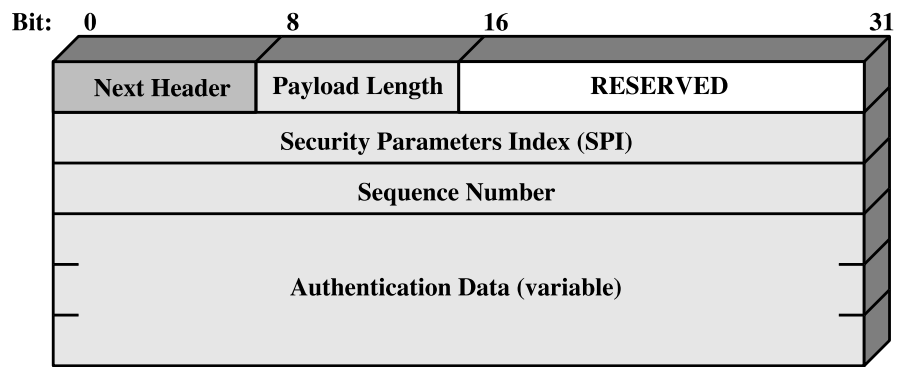 Bit: 0 8 16 31
Next Header Payload Length RESERVED
Security Parameters Index (SPI)
Sequence Number
Authentication Data (variable)